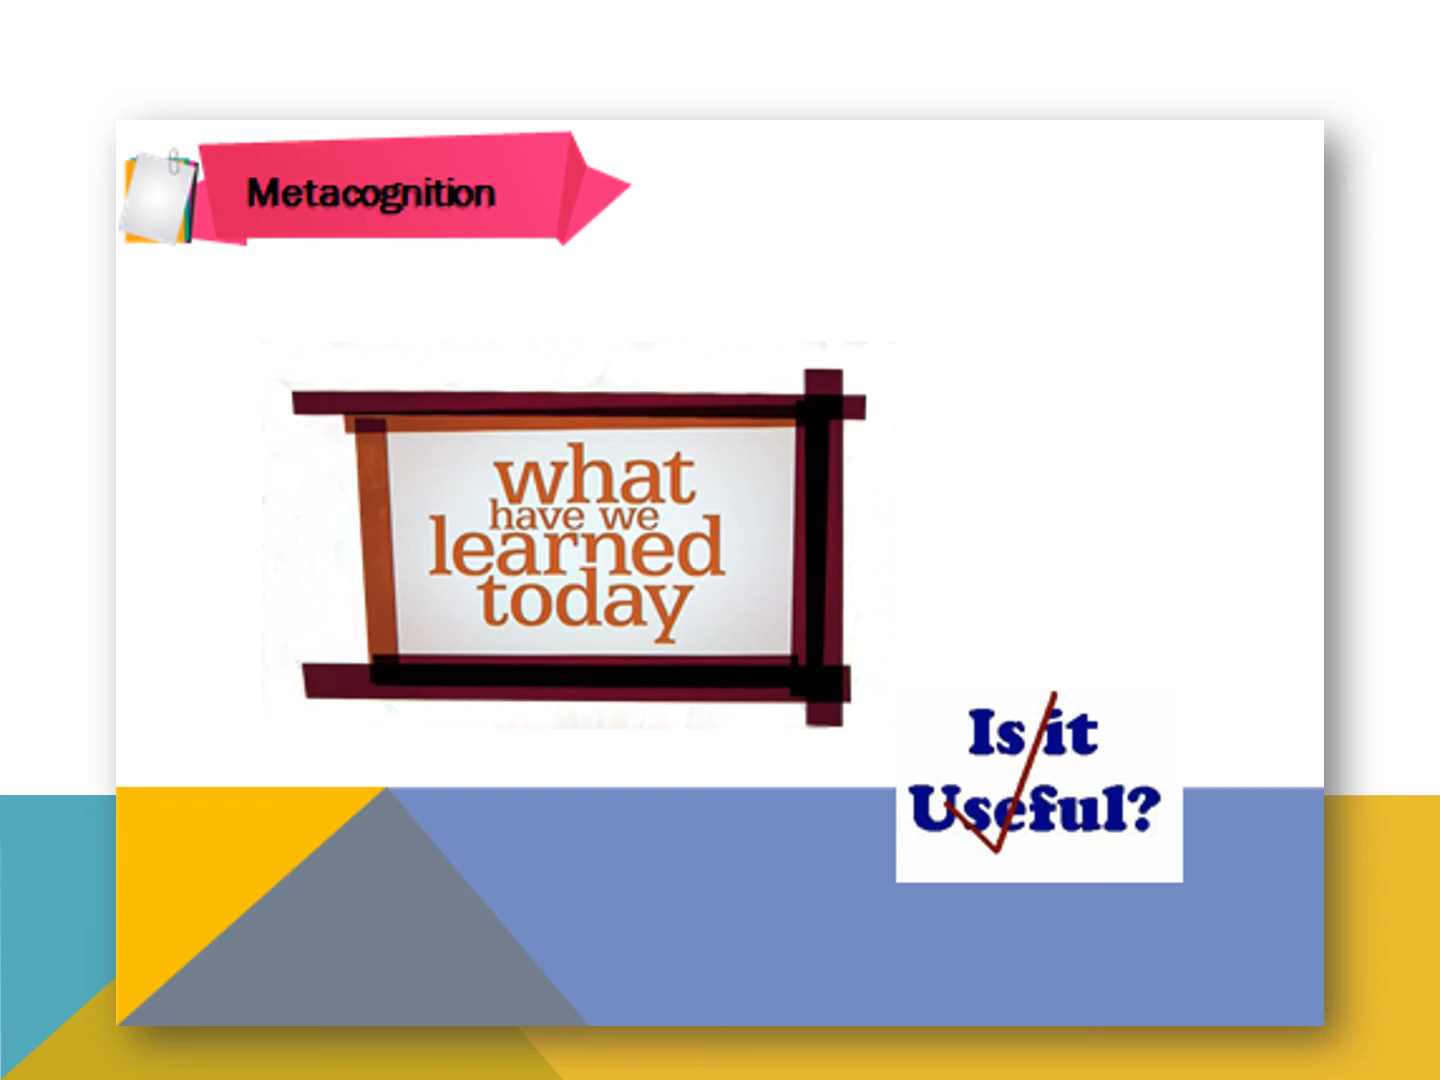 Metacognition
what
have we
learned
today
Is it
Useful?